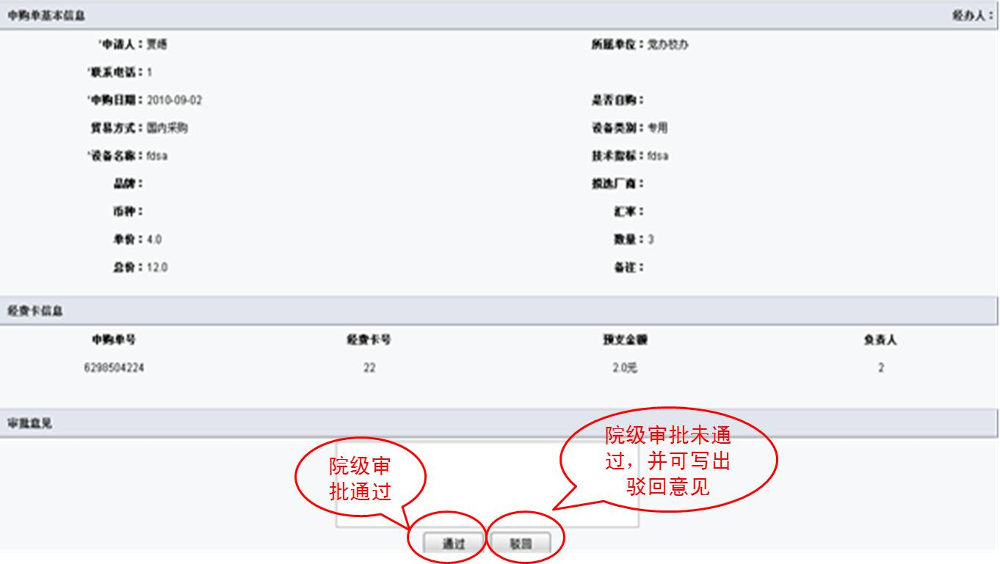 申购单基本信息 经办人：
*申请人：贾繙 所属单位：党办校办
*联系电话：1
*申购日期：2010-09-02 是否自购：
贸易方式：国内采购 设备类别：专用
*设备名称：fdsa 技术指标：fdsa
品牌： 拟选厂商：
币种： 汇率：
单价：4.0 数量：3
总价：12.0 备注：
经费卡信息
申购单号 经费卡号 预支金额 负责人
6298504224 22 2.0元 2
审批意见
院级审
批通过
院级审批未通
过，并可写出
驳回意见
通过 驳回